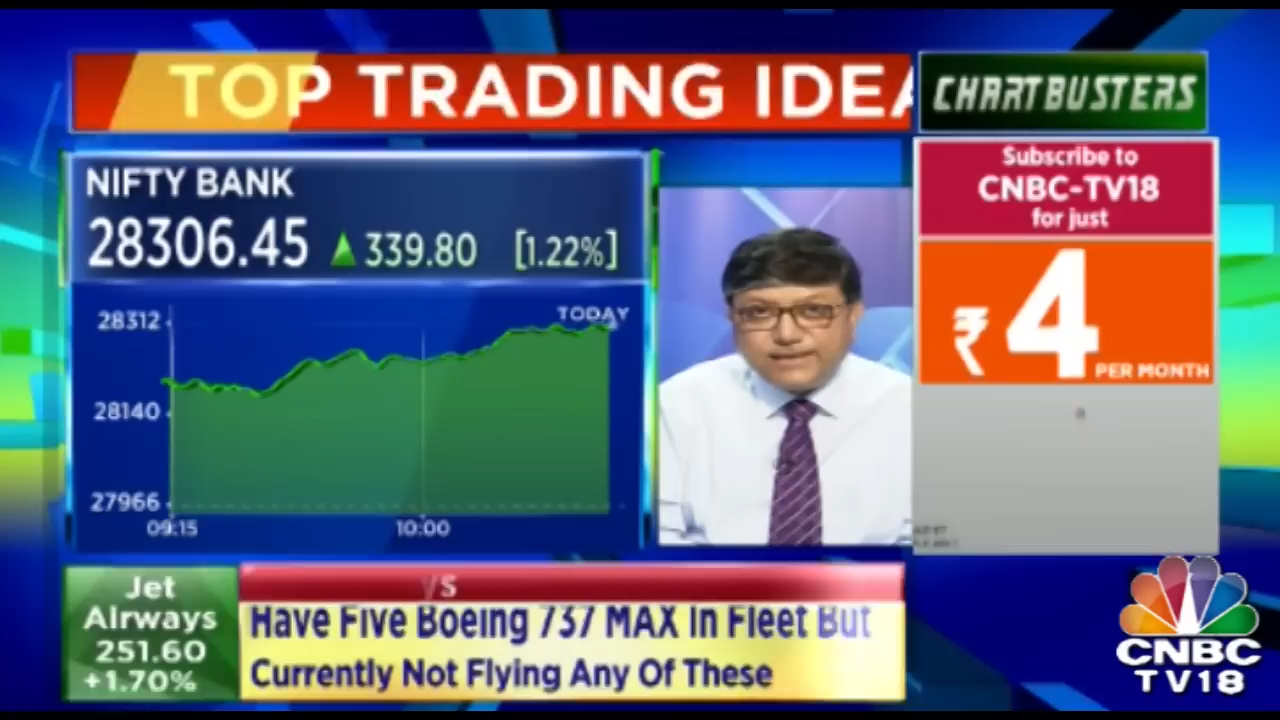 TOP TRADING IDEA
CHARTBUSTERS
NIFTY BANK
28306.45 ▲ 339.80 [1.22%]
TODAY
28312
28140
27966
09:15 10:00
Subscribe to
CNBC-TV18
for just
₹4
PER MONTH
Jet
Airways
251.60
+1.70%
YS
Have Five Boeing 737 MAX In Fleet But
Currently Not Flying Any Of These
CNBC
TV18